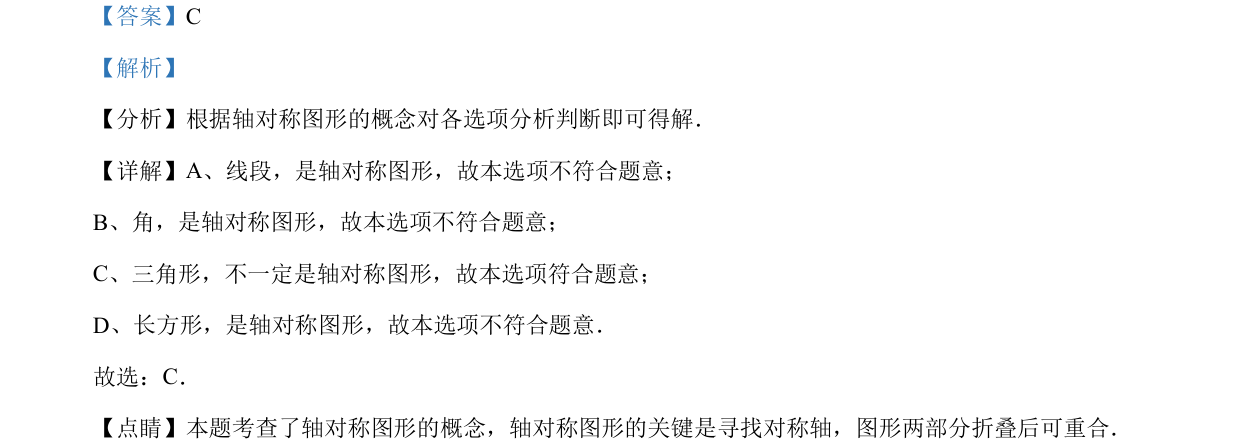 【答案】C
【解析】
【分析】根据轴对称图形的概念对各选项分析判断即可得解．
【详解】A、线段，是轴对称图形，故本选项不符合题意；
B、角，是轴对称图形，故本选项不符合题意；
C、三角形，不一定是轴对称图形，故本选项符合题意；
D、长方形，是轴对称图形，故本选项不符合题意．
故选：C．
【点睛】本题考查了轴对称图形的概念，轴对称图形的关键是寻找对称轴，图形两部分折叠后可重合．